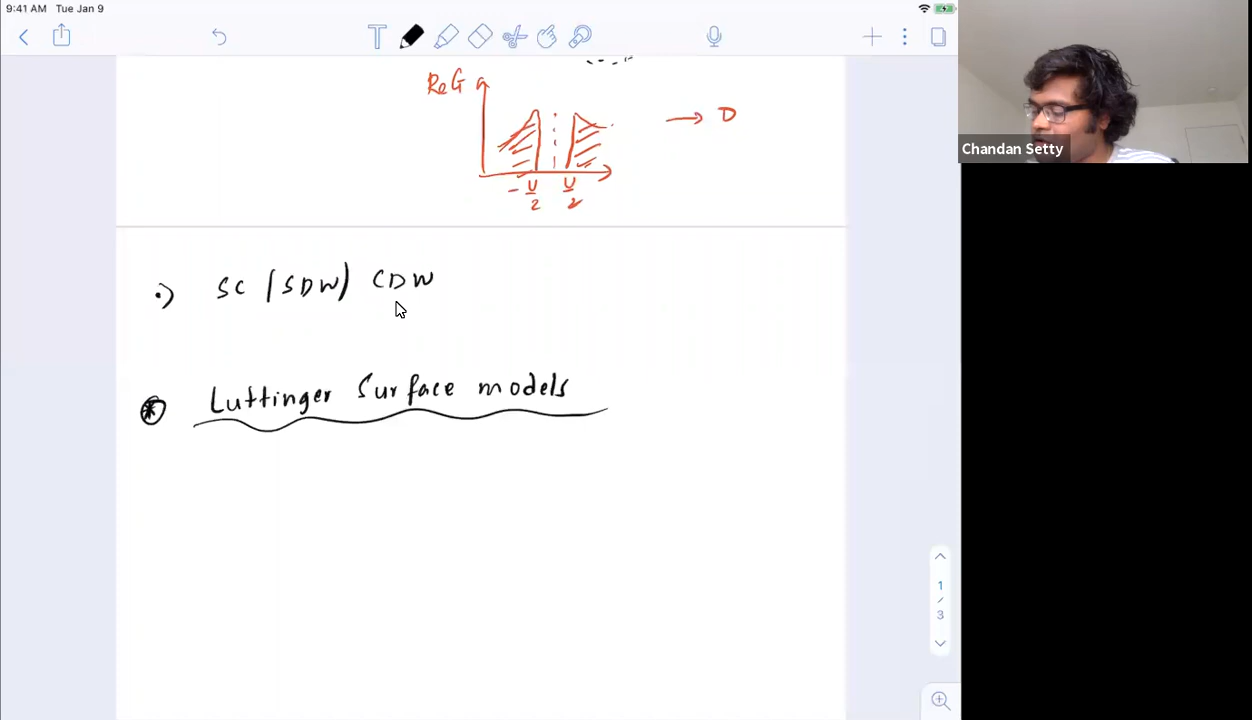 9:41 AM Tue Jan 9
Re G
→ D
- U/2 U/2
Chandan Setty
•) SC (SDW) CDW
* Luttinger Surface models
1
/
3